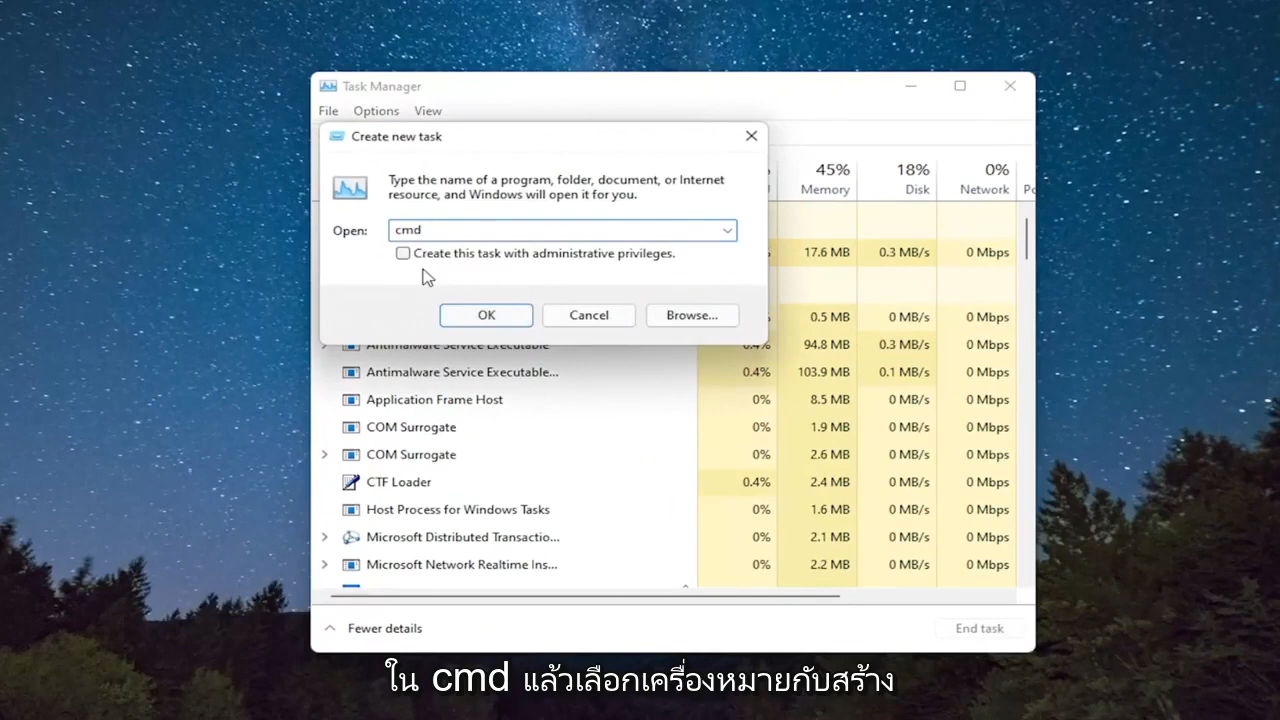 Task Manager
File Options View
Create new task
Type the name of a program, folder, document, or Internet
resource, and Windows will open it for you.
Open: cmd
Create this task with administrative privileges.
OK Cancel Browse...
45% 18% 0%
Memory Disk Network
17.6 MB 0.3 MB/s 0 Mbps
0.5 MB 0 MB/s 0 Mbps
Antimalware Service Executable 0.4% 94.8 MB 0.3 MB/s 0 Mbps
Antimalware Service Executable... 0.4% 103.9 MB 0.1 MB/s 0 Mbps
Application Frame Host 0% 8.5 MB 0 MB/s 0 Mbps
COM Surrogate 0% 1.9 MB 0 MB/s 0 Mbps
COM Surrogate 0% 2.6 MB 0 MB/s 0 Mbps
CTF Loader 0.4% 2.4 MB 0 MB/s 0 Mbps
Host Process for Windows Tasks 0% 1.6 MB 0 MB/s 0 Mbps
Microsoft Distributed Transactio... 0% 2.1 MB 0 MB/s 0 Mbps
Microsoft Network Realtime Ins... 0% 2.2 MB 0 MB/s 0 Mbps
Fewer details End task
ใน cmd แล้วเลือกเครื่องหมายกับสร้าง